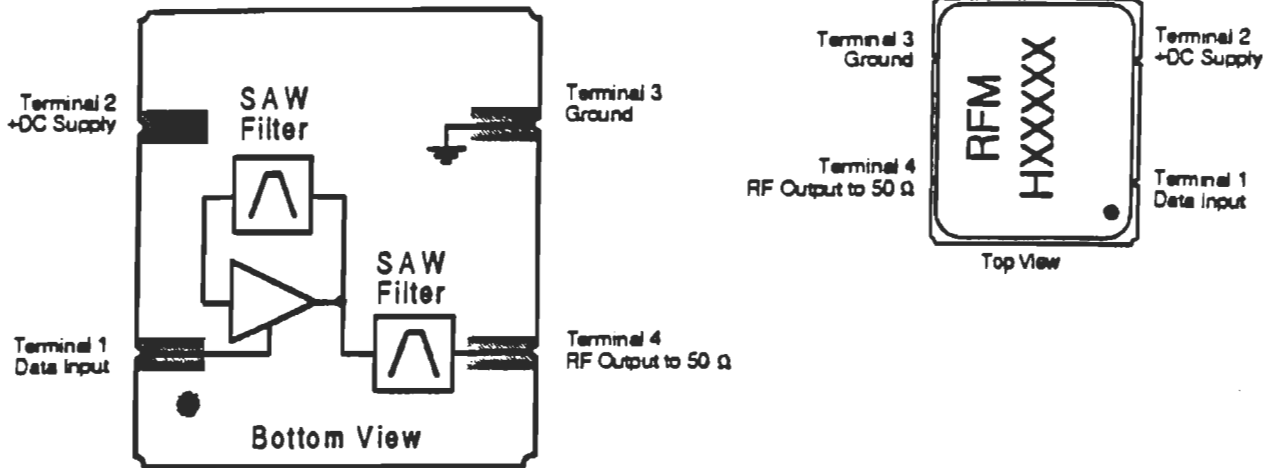 Terminal 2
+DC Supply
SAW
Filter
Terminal 3
Ground
SAW
Filter
Terminal 1
Data Input
Terminal 4
RF Output to 50 Ω
Bottom View
Terminal 3
Ground
Terminal 2
+DC Supply
RFM
HXXXXX
Terminal 4
RF Output to 50 Ω
Terminal 1
Data Input
Top View